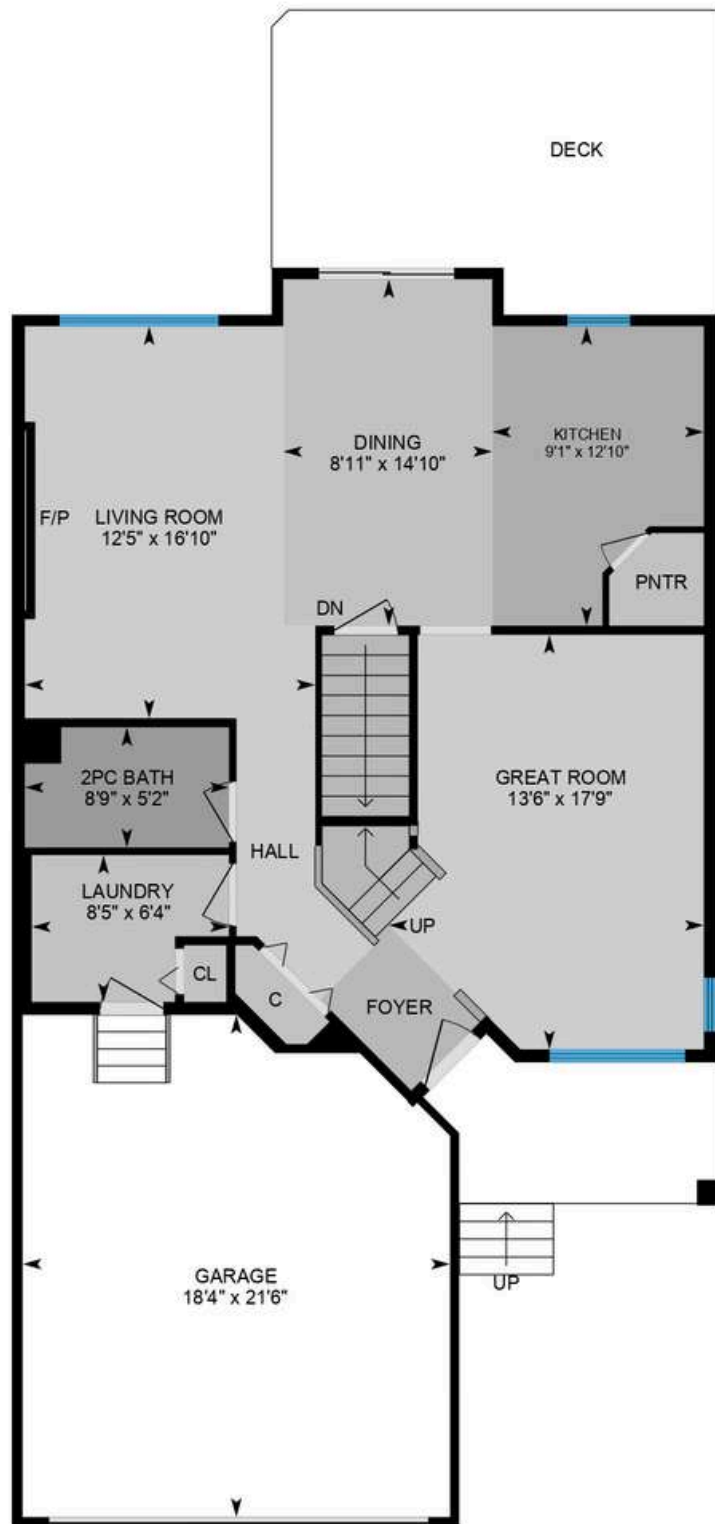 DECK
DINING
8'11" x 14'10"
KITCHEN
9'1" x 12'10"
F/P
LIVING ROOM
12'5" x 16'10"
PNTR
DN
2PC BATH
8'9" x 5'2"
GREAT ROOM
13'6" x 17'9"
HALL
LAUNDRY
8'5" x 6'4"
UP
CL
C
FOYER
GARAGE
18'4" x 21'6"
UP